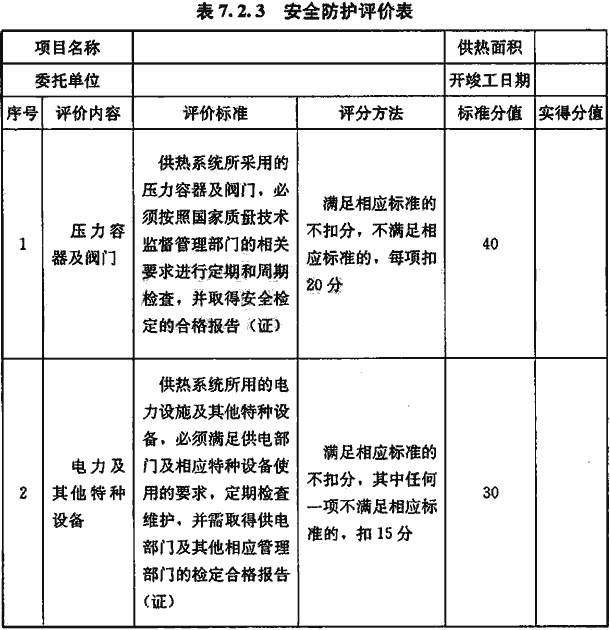 表7.2.3 安全防护评价表
项目名称 供热面积
委托单位 开竣工日期
序号 评价内容 评价标准 评分方法 标准分值 实得分值
1
压力容
器及阀门
供热系统所采用的
压力容器及阀门，必
须按照国家质量技术
监督管理部门的相关
要求进行定期和周期
检查，并取得安全检
定的合格报告（证）
满足相应标准的
不扣分，不满足相
应标准的，每项扣
20分
40
2
电力及
其他特种
设备
供热系统所用的电
力设施及其他特种设
备，必须满足供电部
门及相应特种设备使
用的要求，定期检查
维护，并需取得供电
部门及其他相应管理
部门的检定合格报告
（证）
满足相应标准的
不扣分，其中任何
一项不满足相应标
准的，扣15分
30